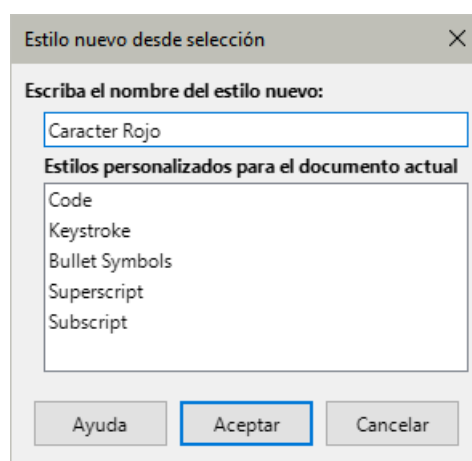 Estilo nuevo desde selección
Escriba el nombre del estilo nuevo:
Caracter Rojo
Estilos personalizados para el documento actual
Code
Keystroke
Bullet Symbols
Superscript
Subscript
Ayuda Aceptar Cancelar